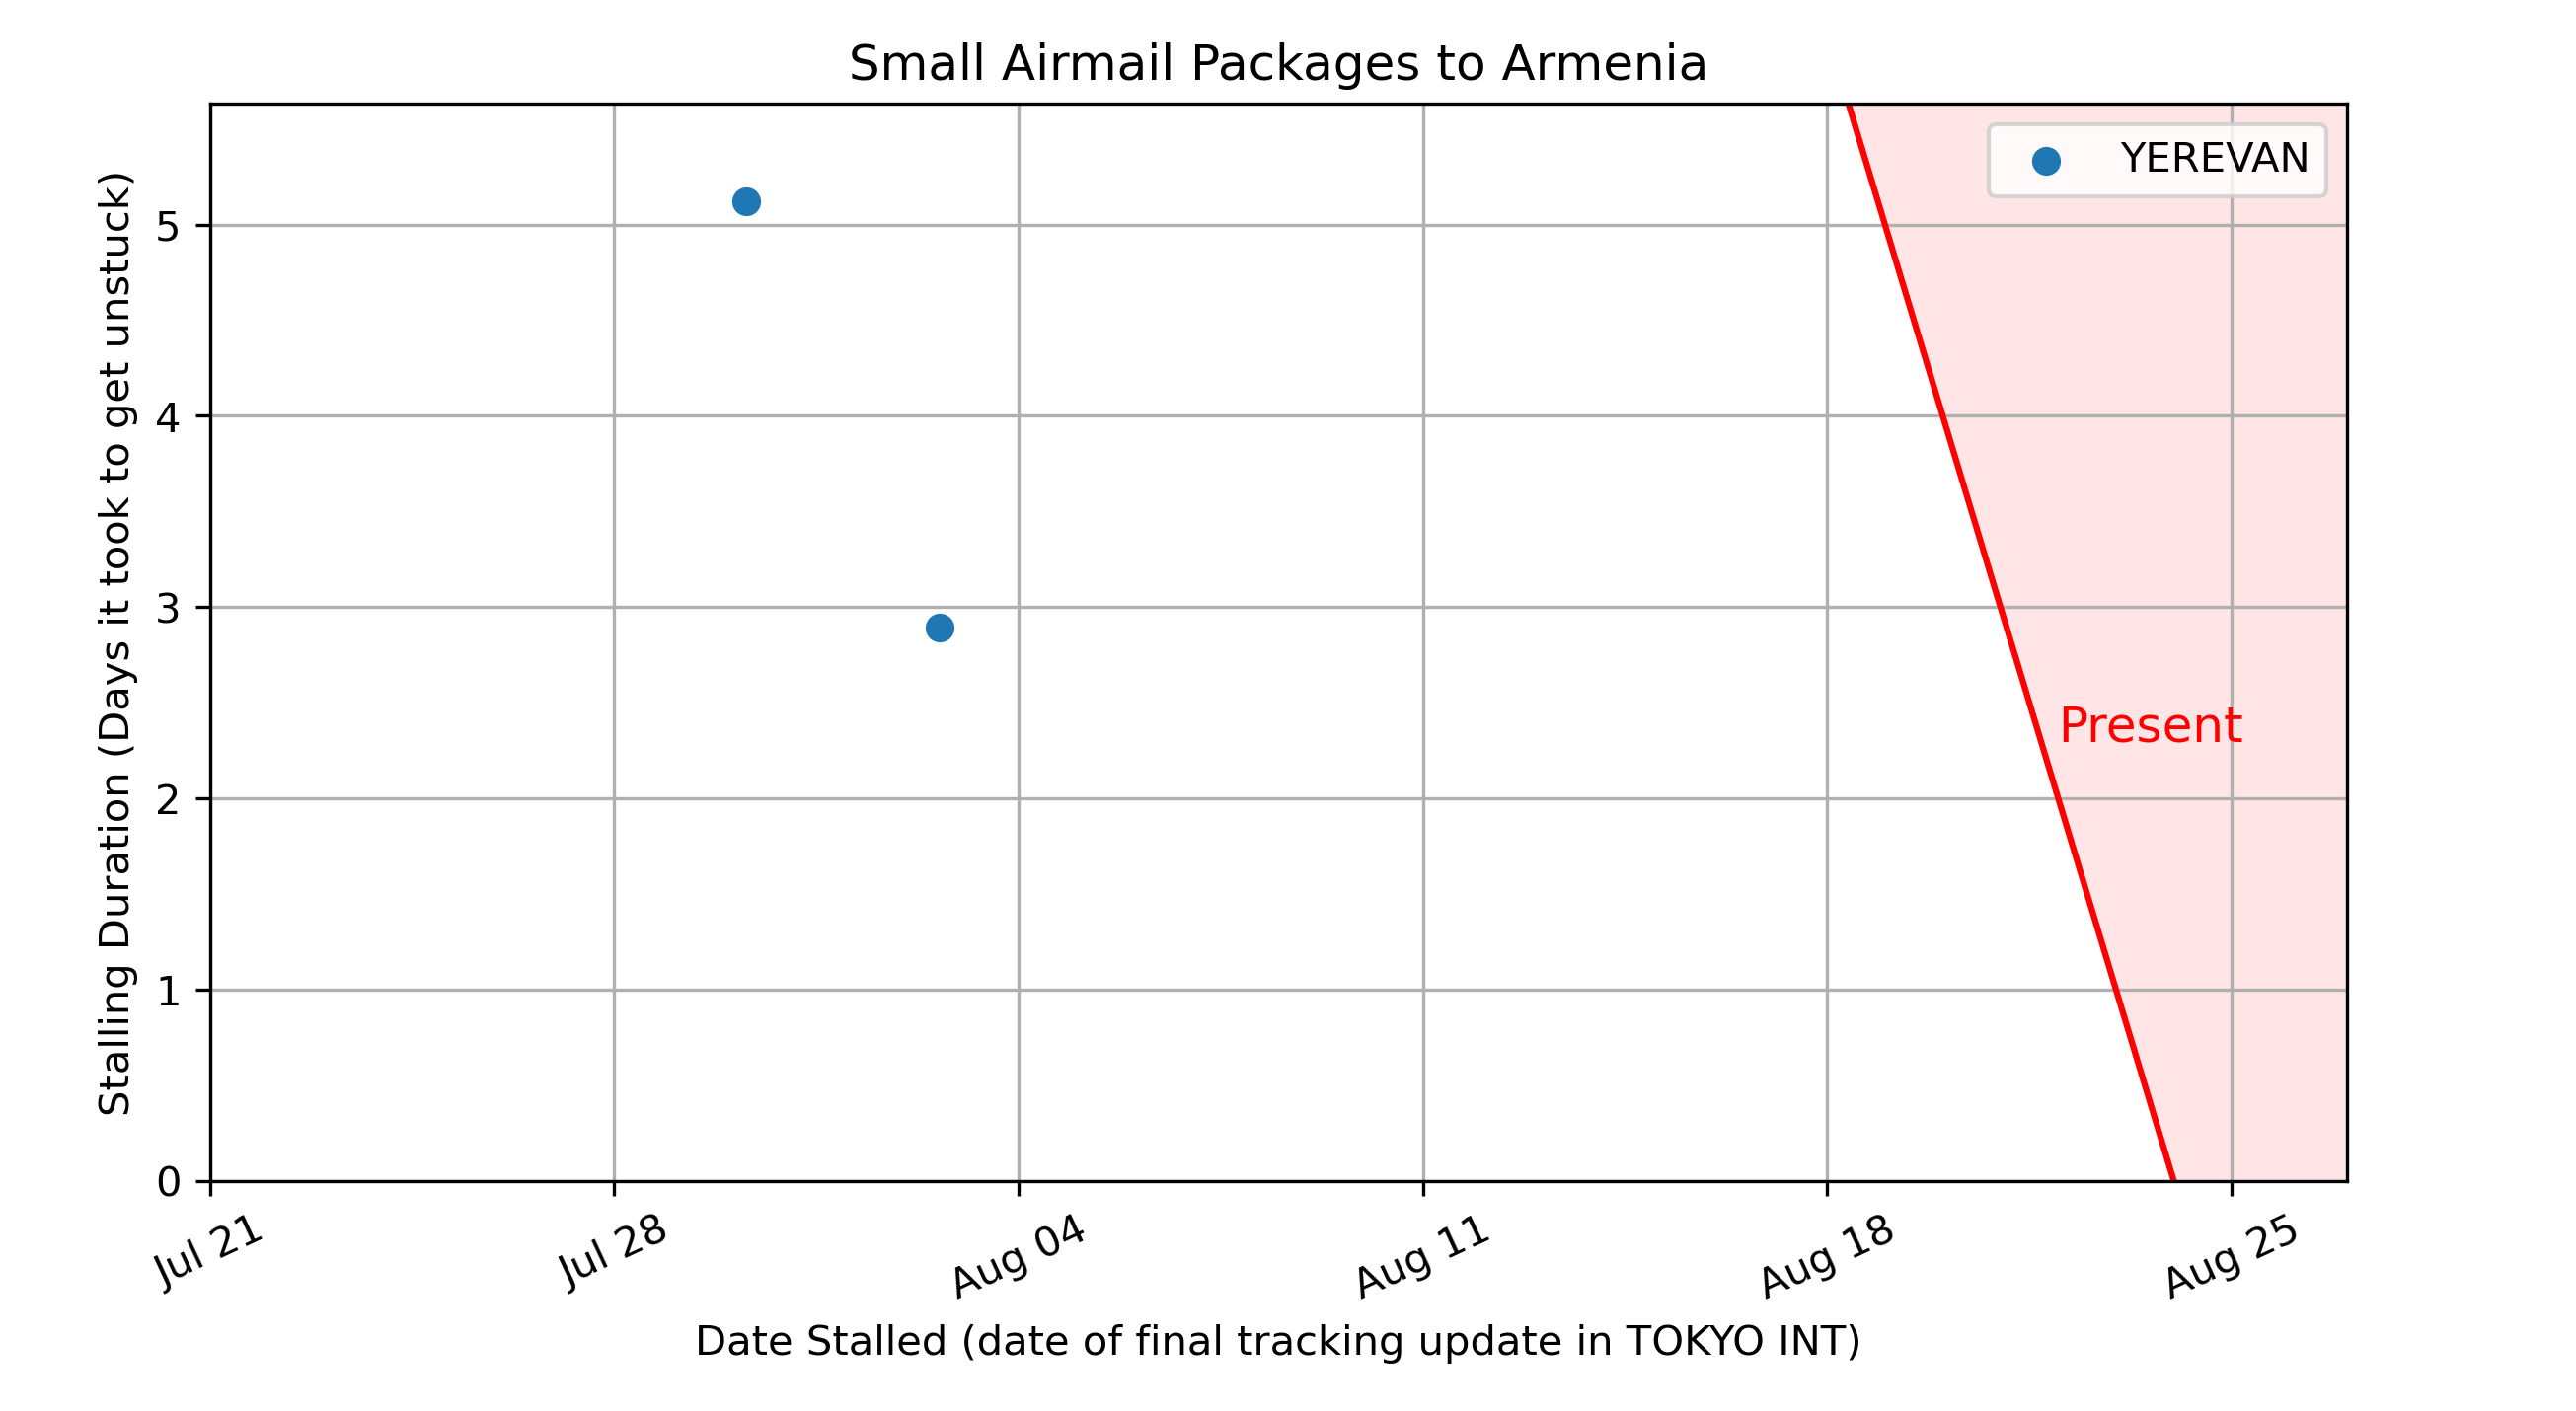 Small Airmail Packages to Armenia
YEREVAN
Stalling Duration (Days it took to get unstuck)
5
4
3
2
1
0
Present
Jul 21
Jul 28
Aug 04
Aug 11
Aug 18
Aug 25
Date Stalled (date of final tracking update in TOKYO INT)